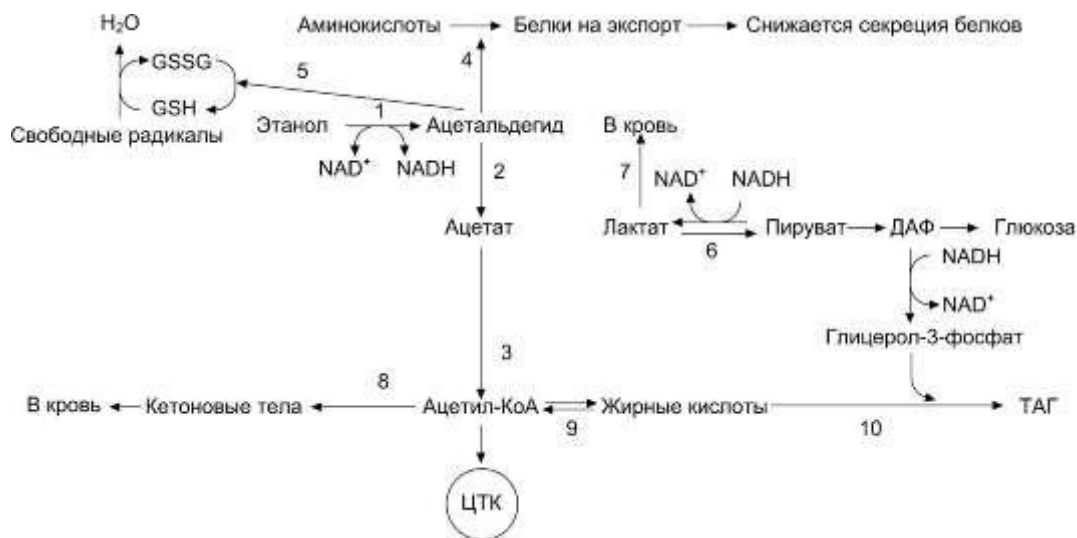 H₂O
Аминокислоты Белки на экспорт Снижается секреция белков
GSSG 5 4
GSH 1
Свободные радикалы Этанол Ацетальдегид В кровь
NAD⁺ NADH 2 7 NAD⁺ NADH
Ацетат Лактат Пируват ДАФ Глюкоза
6 NADH
NAD⁺
Глицерол-3-фосфат
3
8
В кровь Кетоновые тела Ацетил-КоА Жирные кислоты ТАГ
9 10
ЦТК